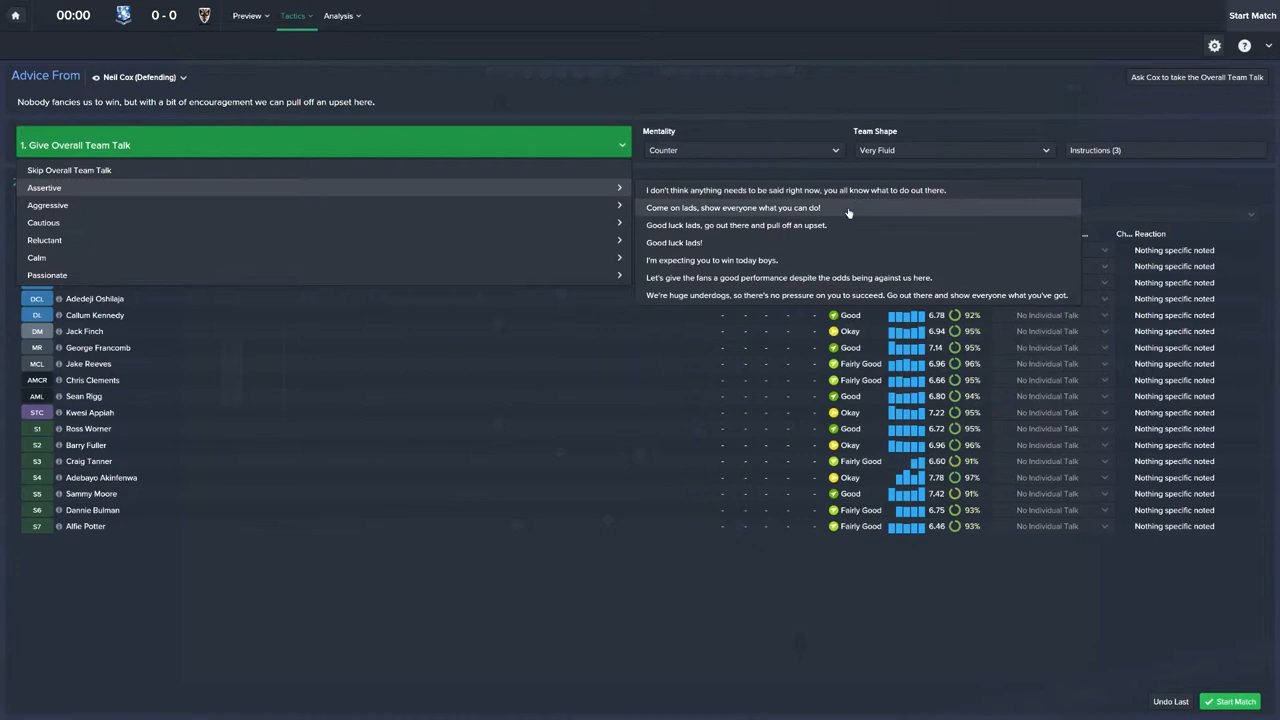 00:00 0 - 0 Preview Tactics Analysis Start Match
Advice From Neil Cox (Defending) Ask Cox to take the Overall Team Talk
Nobody fancies us to win, but with a bit of encouragement we can pull off an upset here.
Mentality Team Shape
1. Give Overall Team Talk Counter Very Fluid Instructions (3)
Skip Overall Team Talk
Assertive
Aggressive
Cautious
Reluctant
Calm
Passionate
I don't think anything needs to be said right now, you all know what to do out there.
Come on lads, show everyone what you can do!
Good luck lads, go out there and pull off an upset.
Good luck lads!
I'm expecting you to win today boys.
Let's give the fans a good performance despite the odds being against us here.
We're huge underdogs, so there's no pressure on you to succeed. Go out there and show everyone what you've got.
... Ch... Reaction
Nothing specific noted
Nothing specific noted
Nothing specific noted
DCL Adedeji Oshilaja Nothing specific noted
DL Callum Kennedy - - - - Good 6.78 92% No Individual Talk Nothing specific noted
DM Jack Finch - - - - Okay 6.94 95% No Individual Talk Nothing specific noted
MR George Francomb - - - - Good 7.14 95% No Individual Talk Nothing specific noted
MCL Jake Reeves - - - - Fairly Good 6.96 96% No Individual Talk Nothing specific noted
AMCR Chris Clements - - - - Fairly Good 6.66 95% No Individual Talk Nothing specific noted
AML Sean Rigg - - - - Good 6.80 94% No Individual Talk Nothing specific noted
STC Kwesi Appiah - - - - Okay 7.22 95% No Individual Talk Nothing specific noted
S1 Ross Worner - - - - Good 6.72 95% No Individual Talk Nothing specific noted
S2 Barry Fuller - - - - Okay 6.96 96% No Individual Talk Nothing specific noted
S3 Craig Tanner - - - - Fairly Good 6.60 91% No Individual Talk Nothing specific noted
S4 Adebayo Akinfenwa - - - - Okay 7.78 97% No Individual Talk Nothing specific noted
S5 Sammy Moore - - - - Good 7.42 91% No Individual Talk Nothing specific noted
S6 Dannie Bulman - - - - Fairly Good 6.75 93% No Individual Talk Nothing specific noted
S7 Alfie Potter - - - - Fairly Good 6.46 93% No Individual Talk Nothing specific noted
Undo Last Start Match